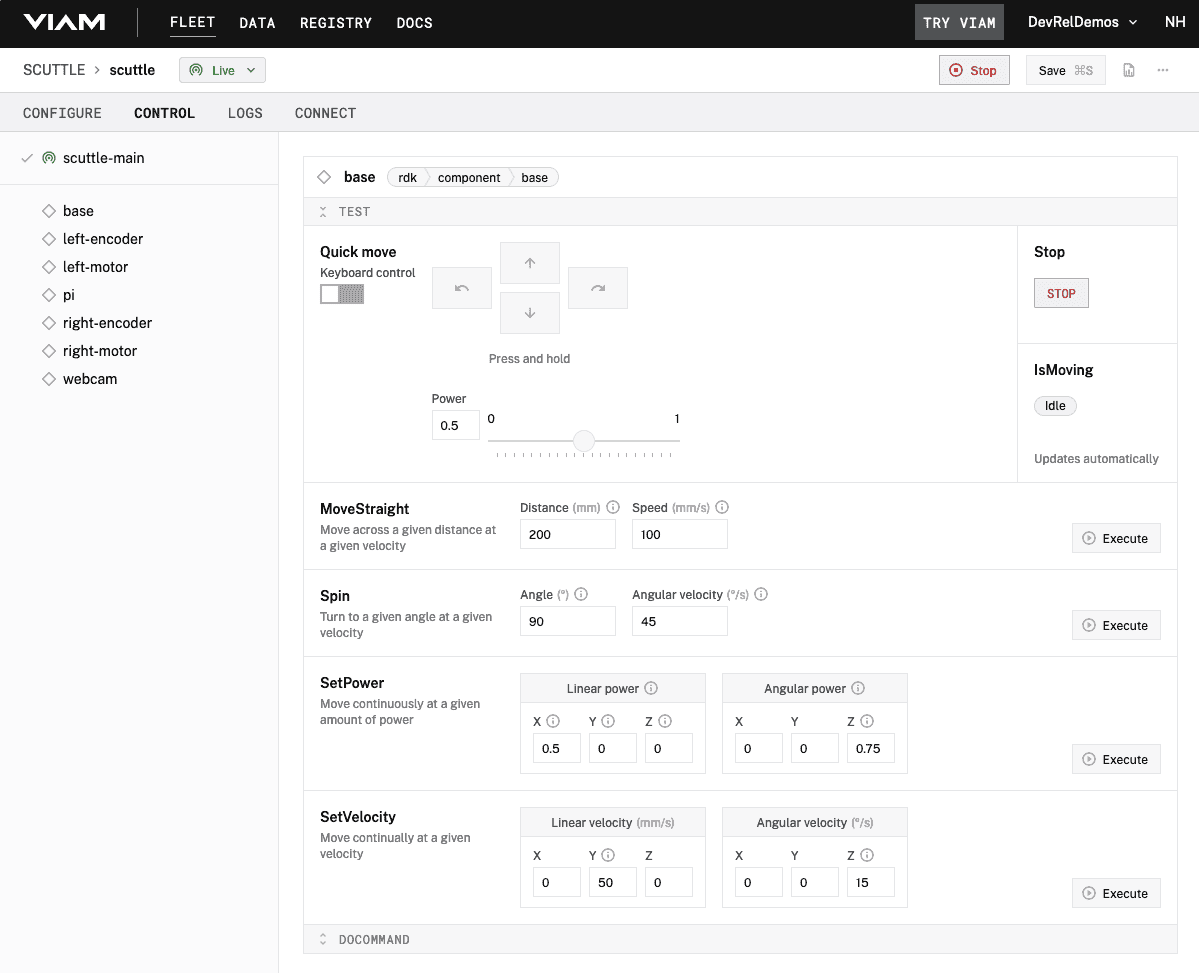 VIAM FLEET DATA REGISTRY DOCS TRY VIAM DevRelDemos NH
SCUTTLE > scuttle Live Stop Save ⌘S ...
CONFIGURE CONTROL LOGS CONNECT
scuttle-main
base
left-encoder
left-motor
pi
right-encoder
right-motor
webcam
base rdk component base
TEST
Quick move
Keyboard control
Press and hold
Power
0.5 0 1
Stop
STOP
IsMoving
Idle
Updates automatically
MoveStraight
Move across a given distance at
a given velocity
Distance (mm) Speed (mm/s)
200 100
Execute
Spin
Turn to a given angle at a given
velocity
Angle (°) Angular velocity (°/s)
90 45
Execute
SetPower
Move continuously at a given
amount of power
Linear power
X Y Z
0.5 0 0
Angular power
X Y Z
0 0 0.75
Execute
SetVelocity
Move continually at a given
velocity
Linear velocity (mm/s)
X Y Z
0 50 0
Angular velocity (°/s)
X Y Z
0 0 15
Execute
DOCOMMAND